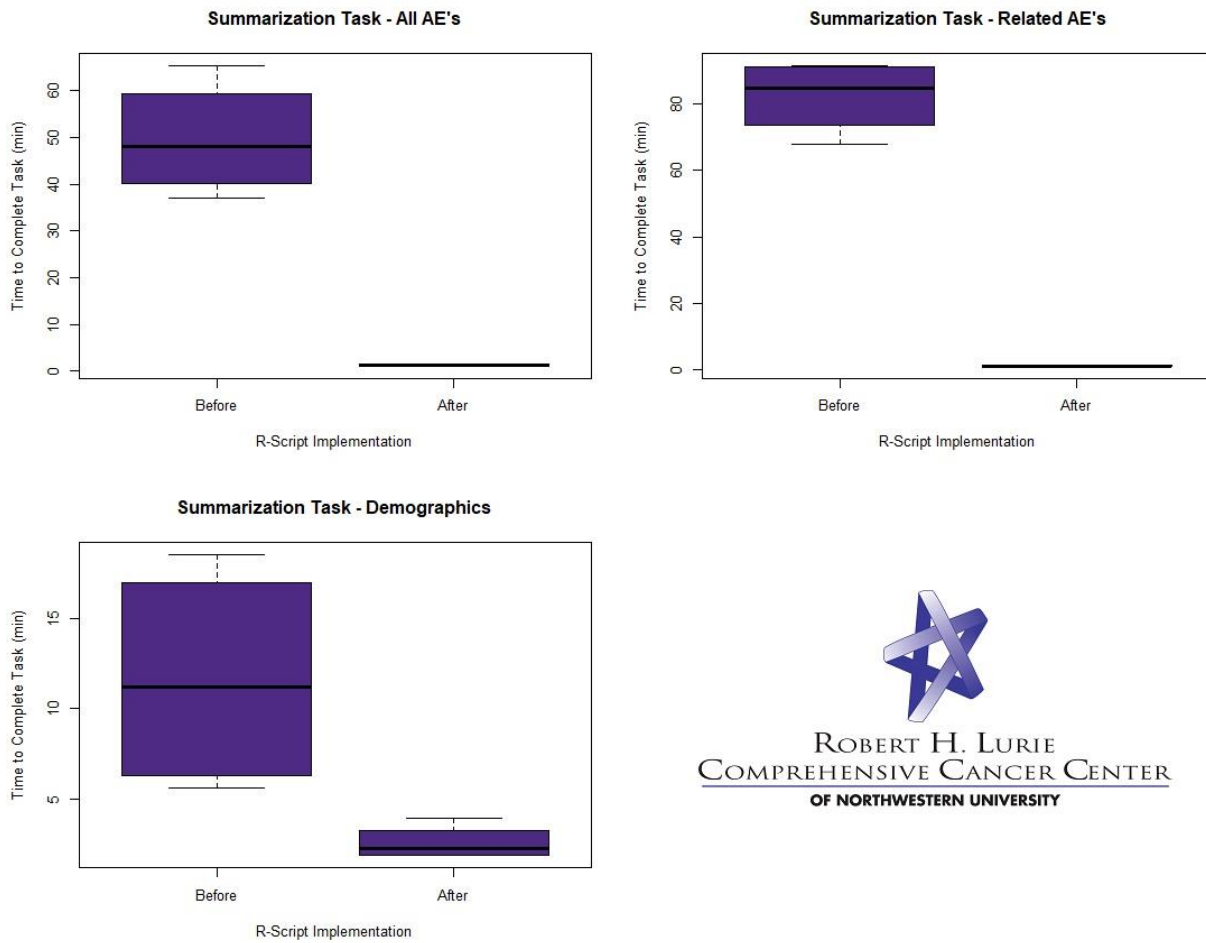 Summarization Task - All AE's
Time to Complete Task (min)
60
50
40
30
20
10
0
Before
After
R-Script Implementation
Summarization Task - Related AE's
Time to Complete Task (min)
80
60
40
20
0
Before
After
R-Script Implementation
Summarization Task - Demographics
Time to Complete Task (min)
15
10
5
Before
After
R-Script Implementation
ROBERT H. LURIE
COMPREHENSIVE CANCER CENTER
OF NORTHWESTERN UNIVERSITY